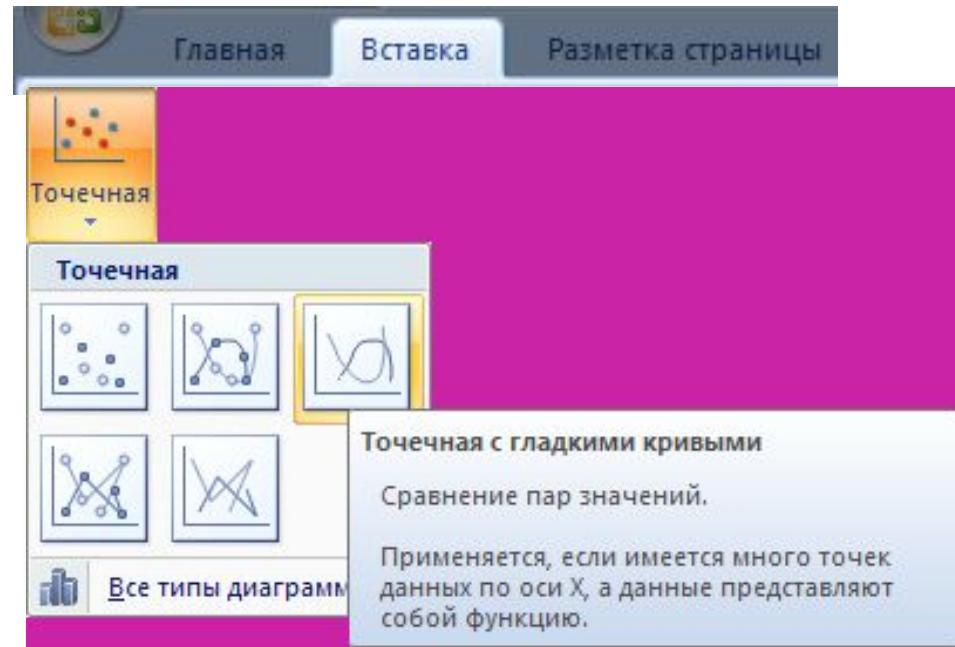 Главная Вставка Разметка страницы
Точечная
Точечная
Точечная с гладкими кривыми
Сравнение пар значений.
Применяется, если имеется много точек
данных по оси X, а данные представляют
собой функцию.
Все типы диаграмм